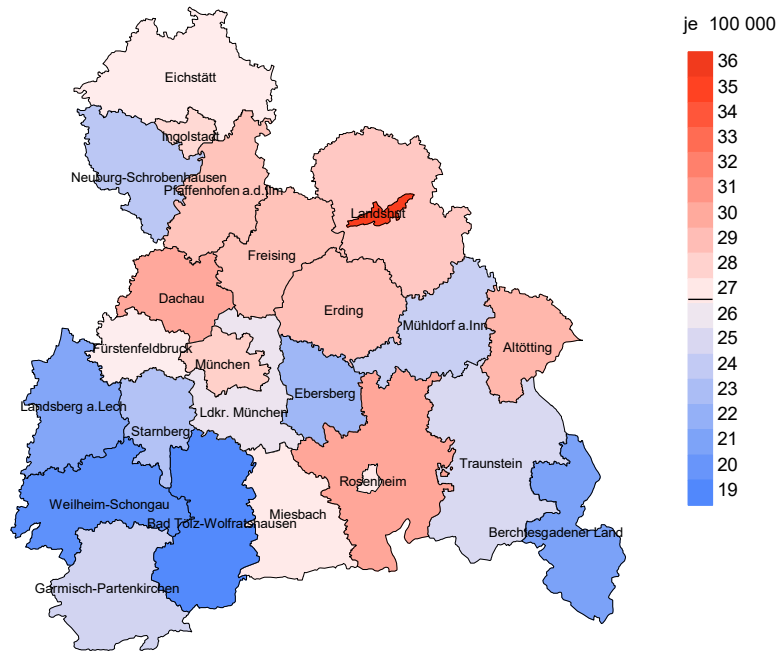 je 100 000
36
35
34
33
32
31
30
29
28
27
26
25
24
23
22
21
20
19
Eichstätt
Ingolstadt
Neuburg-Schrobenhausen
Pfaffenhofen a.d.Ilm
Landshut
Freising
Dachau
Erding
Mühldorf a.Inn
Altötting
Fürstenfeldbruck
München
Ebersberg
Landsberg a.Lech
Ldkr. München
Starnberg
Traunstein
Rosenheim
Weilheim-Schongau
Miesbach
Bad Tölz-Wolfratshausen
Berchtesgadener Land
Garmisch-Partenkirchen